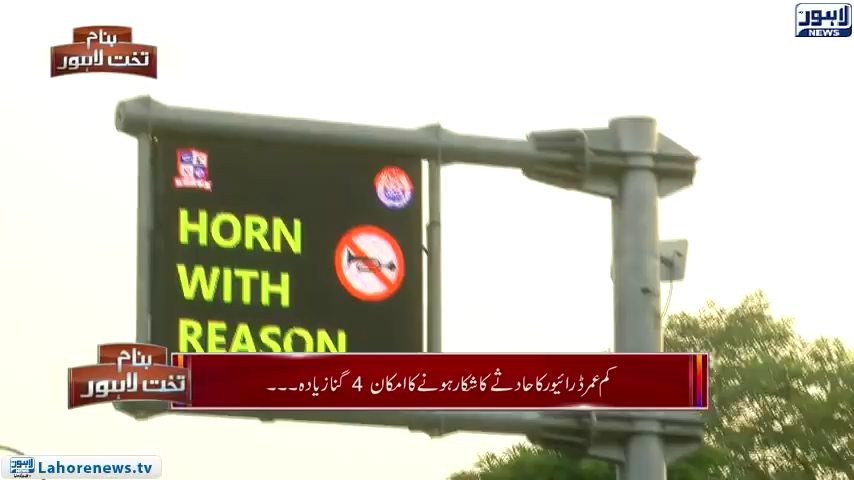 بنام
تخت لاہور
لاہور
NEWS
HORN
WITH
REASON
بنام
تخت لاہور
کم عمر ڈرائیور کا حادثے کا شکار ہونے کا امکان 4 گنا زیادہ ۔۔۔
لاہور
Lahorenews.tv